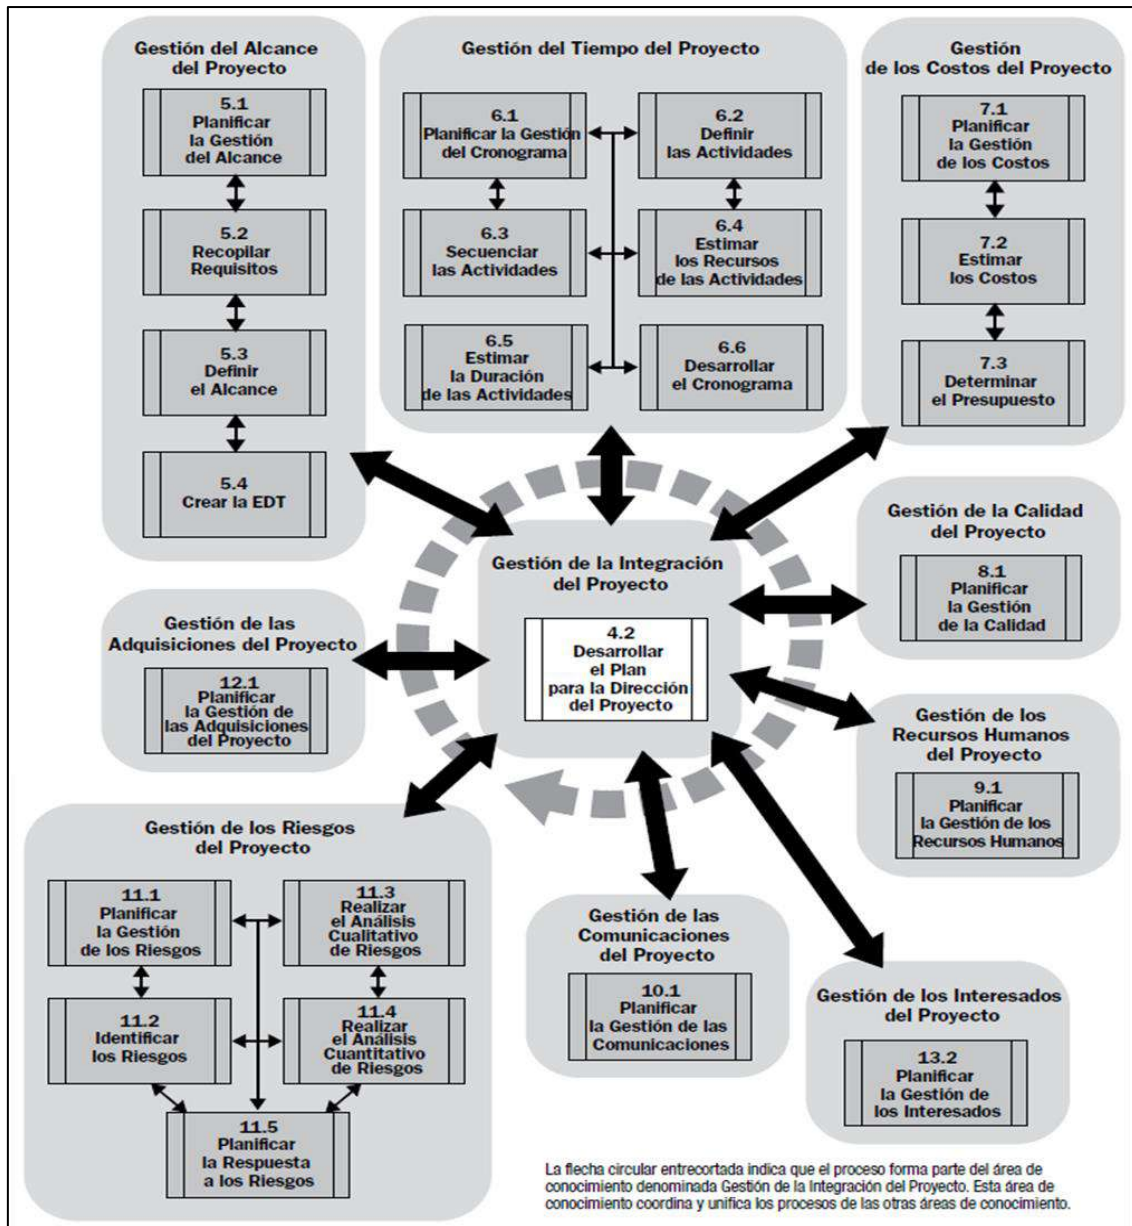 Gestión del Alcance
del Proyecto
5.1
Planificar
la Gestión
del Alcance
5.2
Recopilar
Requisitos
5.3
Definir
el Alcance
5.4
Crear la EDT
Gestión del Tiempo del Proyecto
6.1
Planificar la Gestión
del Cronograma
6.2
Definir
las Actividades
6.3
Secuenciar
las Actividades
6.4
Estimar
los Recursos
de las Actividades
6.5
Estimar
la Duración
de las Actividades
6.6
Desarrollar
el Cronograma
Gestión
de los Costos del Proyecto
7.1
Planificar
la Gestión
de los Costos
7.2
Estimar
los Costos
7.3
Determinar
el Presupuesto
Gestión de la Integración
del Proyecto
4.2
Desarrollar
el Plan
para la Dirección
del Proyecto
Gestión de la Calidad
del Proyecto
8.1
Planificar
la Gestión
de la Calidad
Gestión de las
Adquisiciones del Proyecto
12.1
Planificar
la Gestión de
las Adquisiciones
del Proyecto
Gestión de los
Recursos Humanos
del Proyecto
9.1
Planificar
la Gestión de los
Recursos Humanos
Gestión de los Riesgos
del Proyecto
11.1
Planificar
la Gestión
de los Riesgos
11.3
Realizar
el Análisis
Cualitativo
de Riesgos
11.2
Identificar
los Riesgos
11.4
Realizar
el Análisis
Cuantitativo
de Riesgos
11.5
Planificar
la Respuesta
a los Riesgos
Gestión de las
Comunicaciones
del Proyecto
10.1
Planificar
la Gestión de las
Comunicaciones
Gestión de los Interesados
del Proyecto
13.2
Planificar
la Gestión de
los Interesados
La flecha circular entrecortada indica que el proceso forma parte del área de
conocimiento denominada Gestión de la Integración del Proyecto. Esta área de
conocimiento coordina y unifica los procesos de las otras áreas de conocimiento.